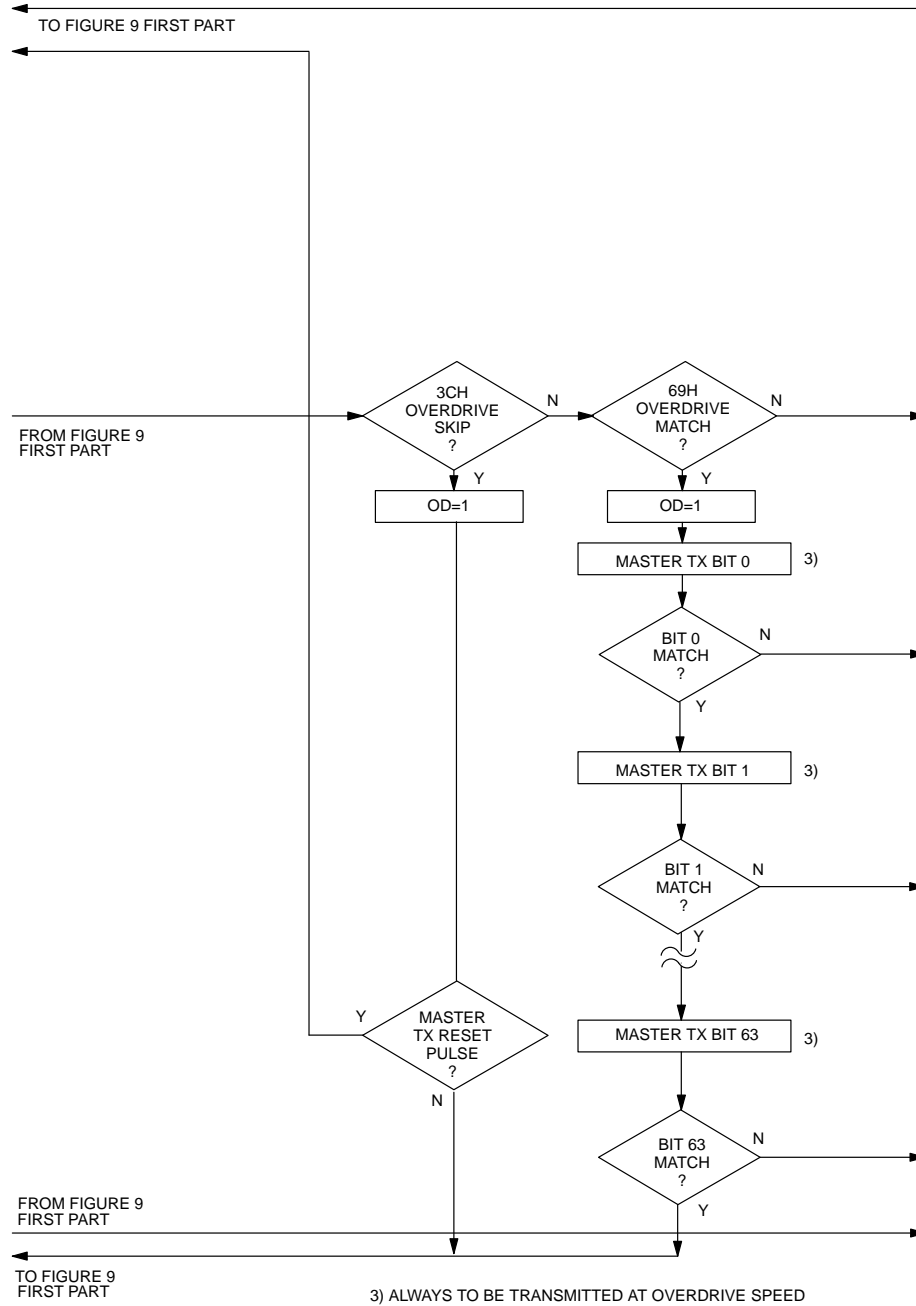 TO FIGURE 9 FIRST PART
3CH
OVERDRIVE
SKIP
?
N
69H
OVERDRIVE
MATCH
?
N
FROM FIGURE 9
FIRST PART
Y
Y
OD=1
OD=1
MASTER TX BIT 0
3)
BIT 0
MATCH
?
N
Y
MASTER TX BIT 1
3)
BIT 1
MATCH
?
N
Y
Y
MASTER
TX RESET
PULSE
?
N
MASTER TX BIT 63
3)
BIT 63
MATCH
?
N
Y
FROM FIGURE 9
FIRST PART
TO FIGURE 9
FIRST PART
3) ALWAYS TO BE TRANSMITTED AT OVERDRIVE SPEED